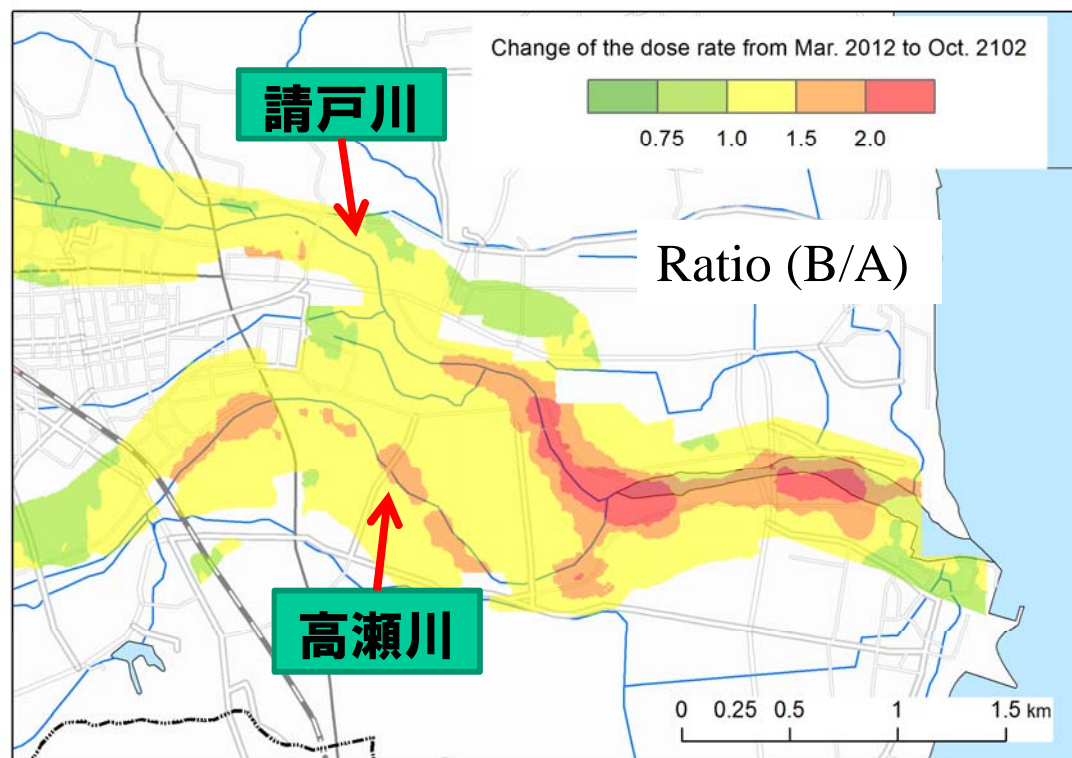 Change of the dose rate from Mar. 2012 to Oct. 2102
0.75 1.0 1.5 2.0
請戸川
Ratio (B/A)
高瀬川
0 0.25 0.5 1 1.5 km